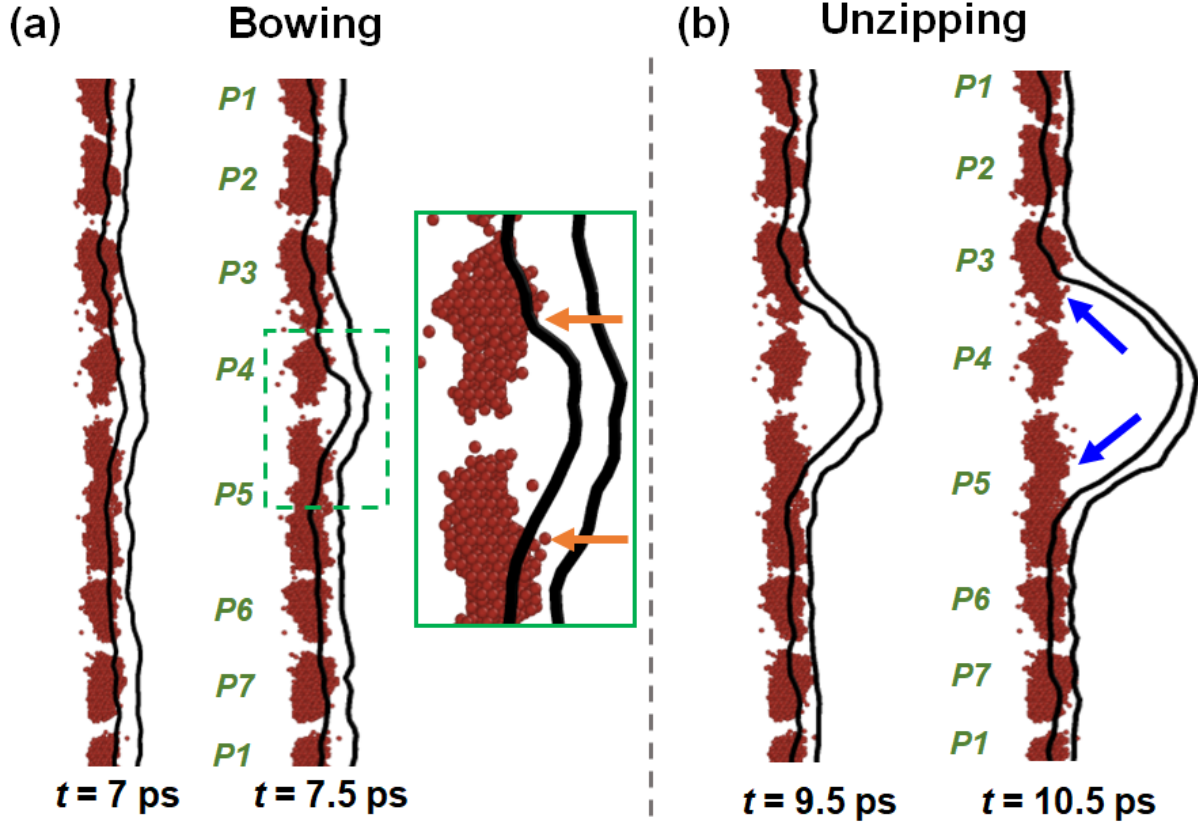 (a) Bowing
P1
P2
P3
P4
P5
P6
P7
P1
t = 7 ps
t = 7.5 ps
(b) Unzipping
P1
P2
P3
P4
P5
P6
P7
P1
t = 9.5 ps
t = 10.5 ps